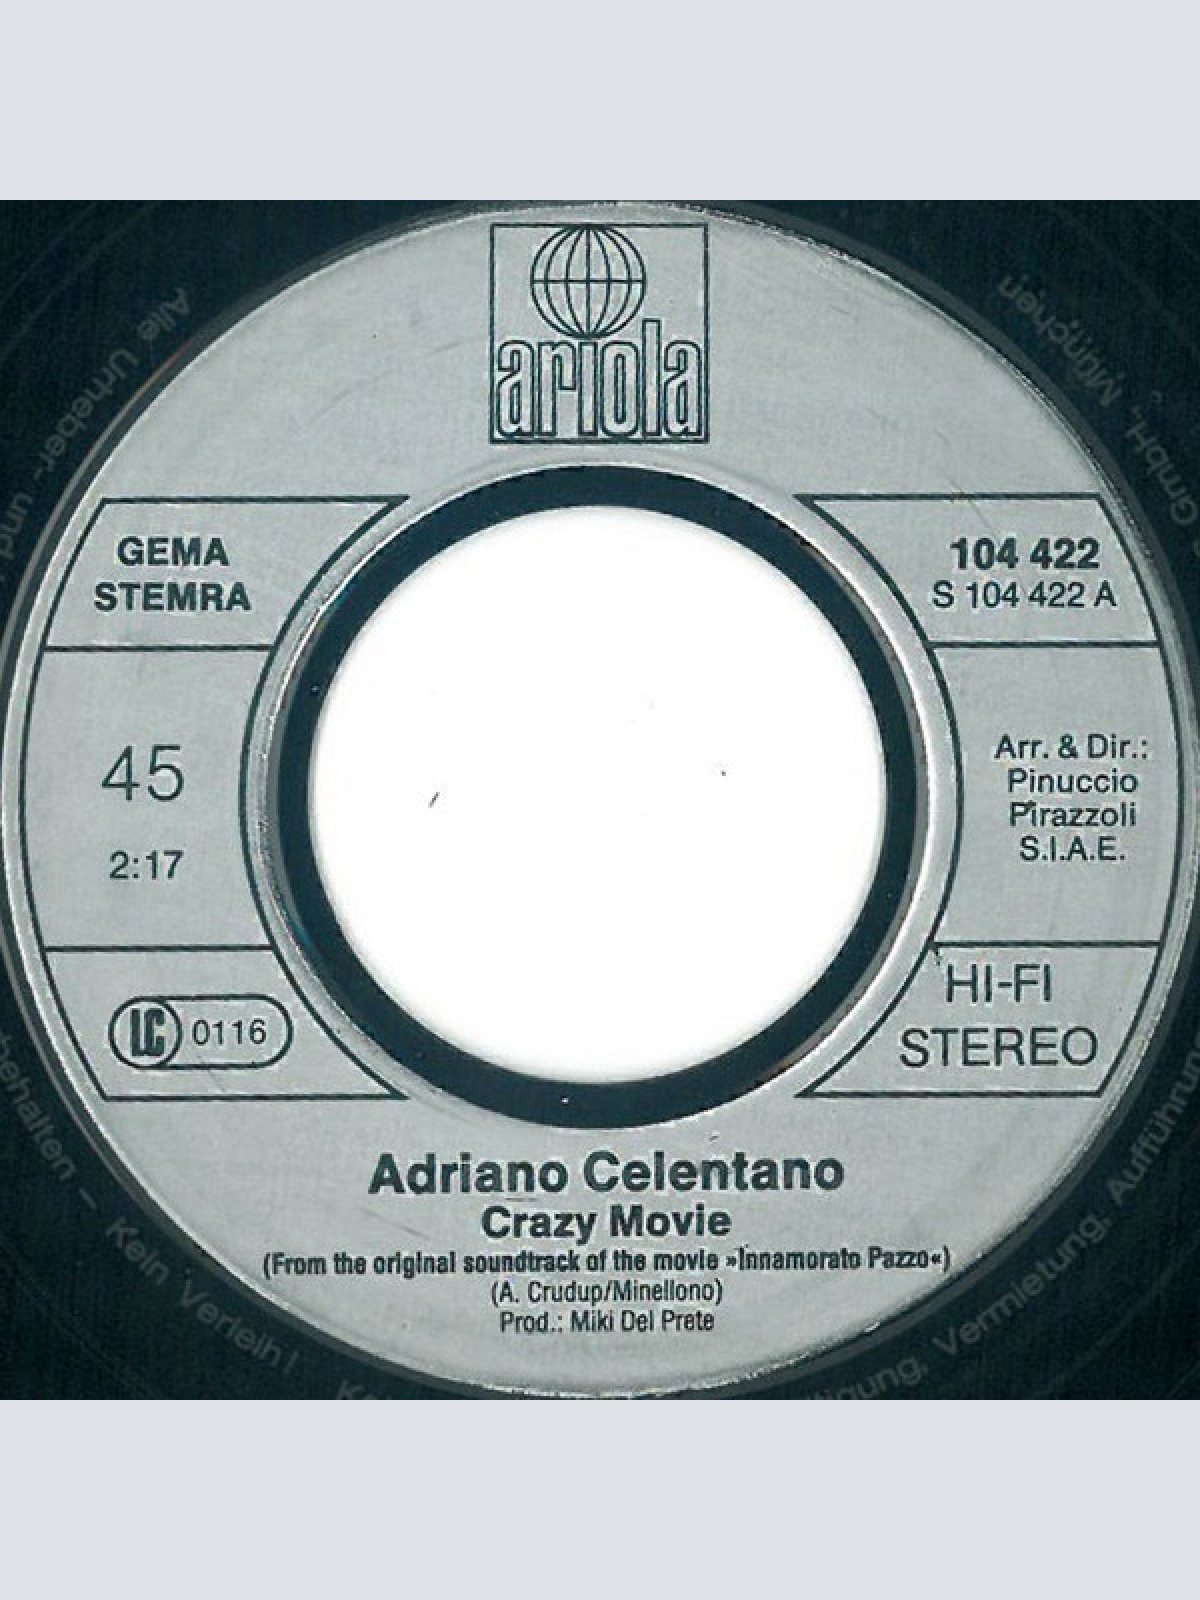 ariola
GEMA
STEMRA
104 422
S 104 422 A
45
2:17
Arr. & Dir.:
Pinuccio
Pirazzoli
S.I.A.E.
LC 0116
HI-FI
STEREO
Adriano Celentano
Crazy Movie
(From the original soundtrack of the movie »Innamorato Pazzo«)
(A. Crudup/Minellono)
Prod.: Miki Del Prete
Alle Urheber- und
GmbH, München
Kein Verleih!
Vermietung, Aufführung